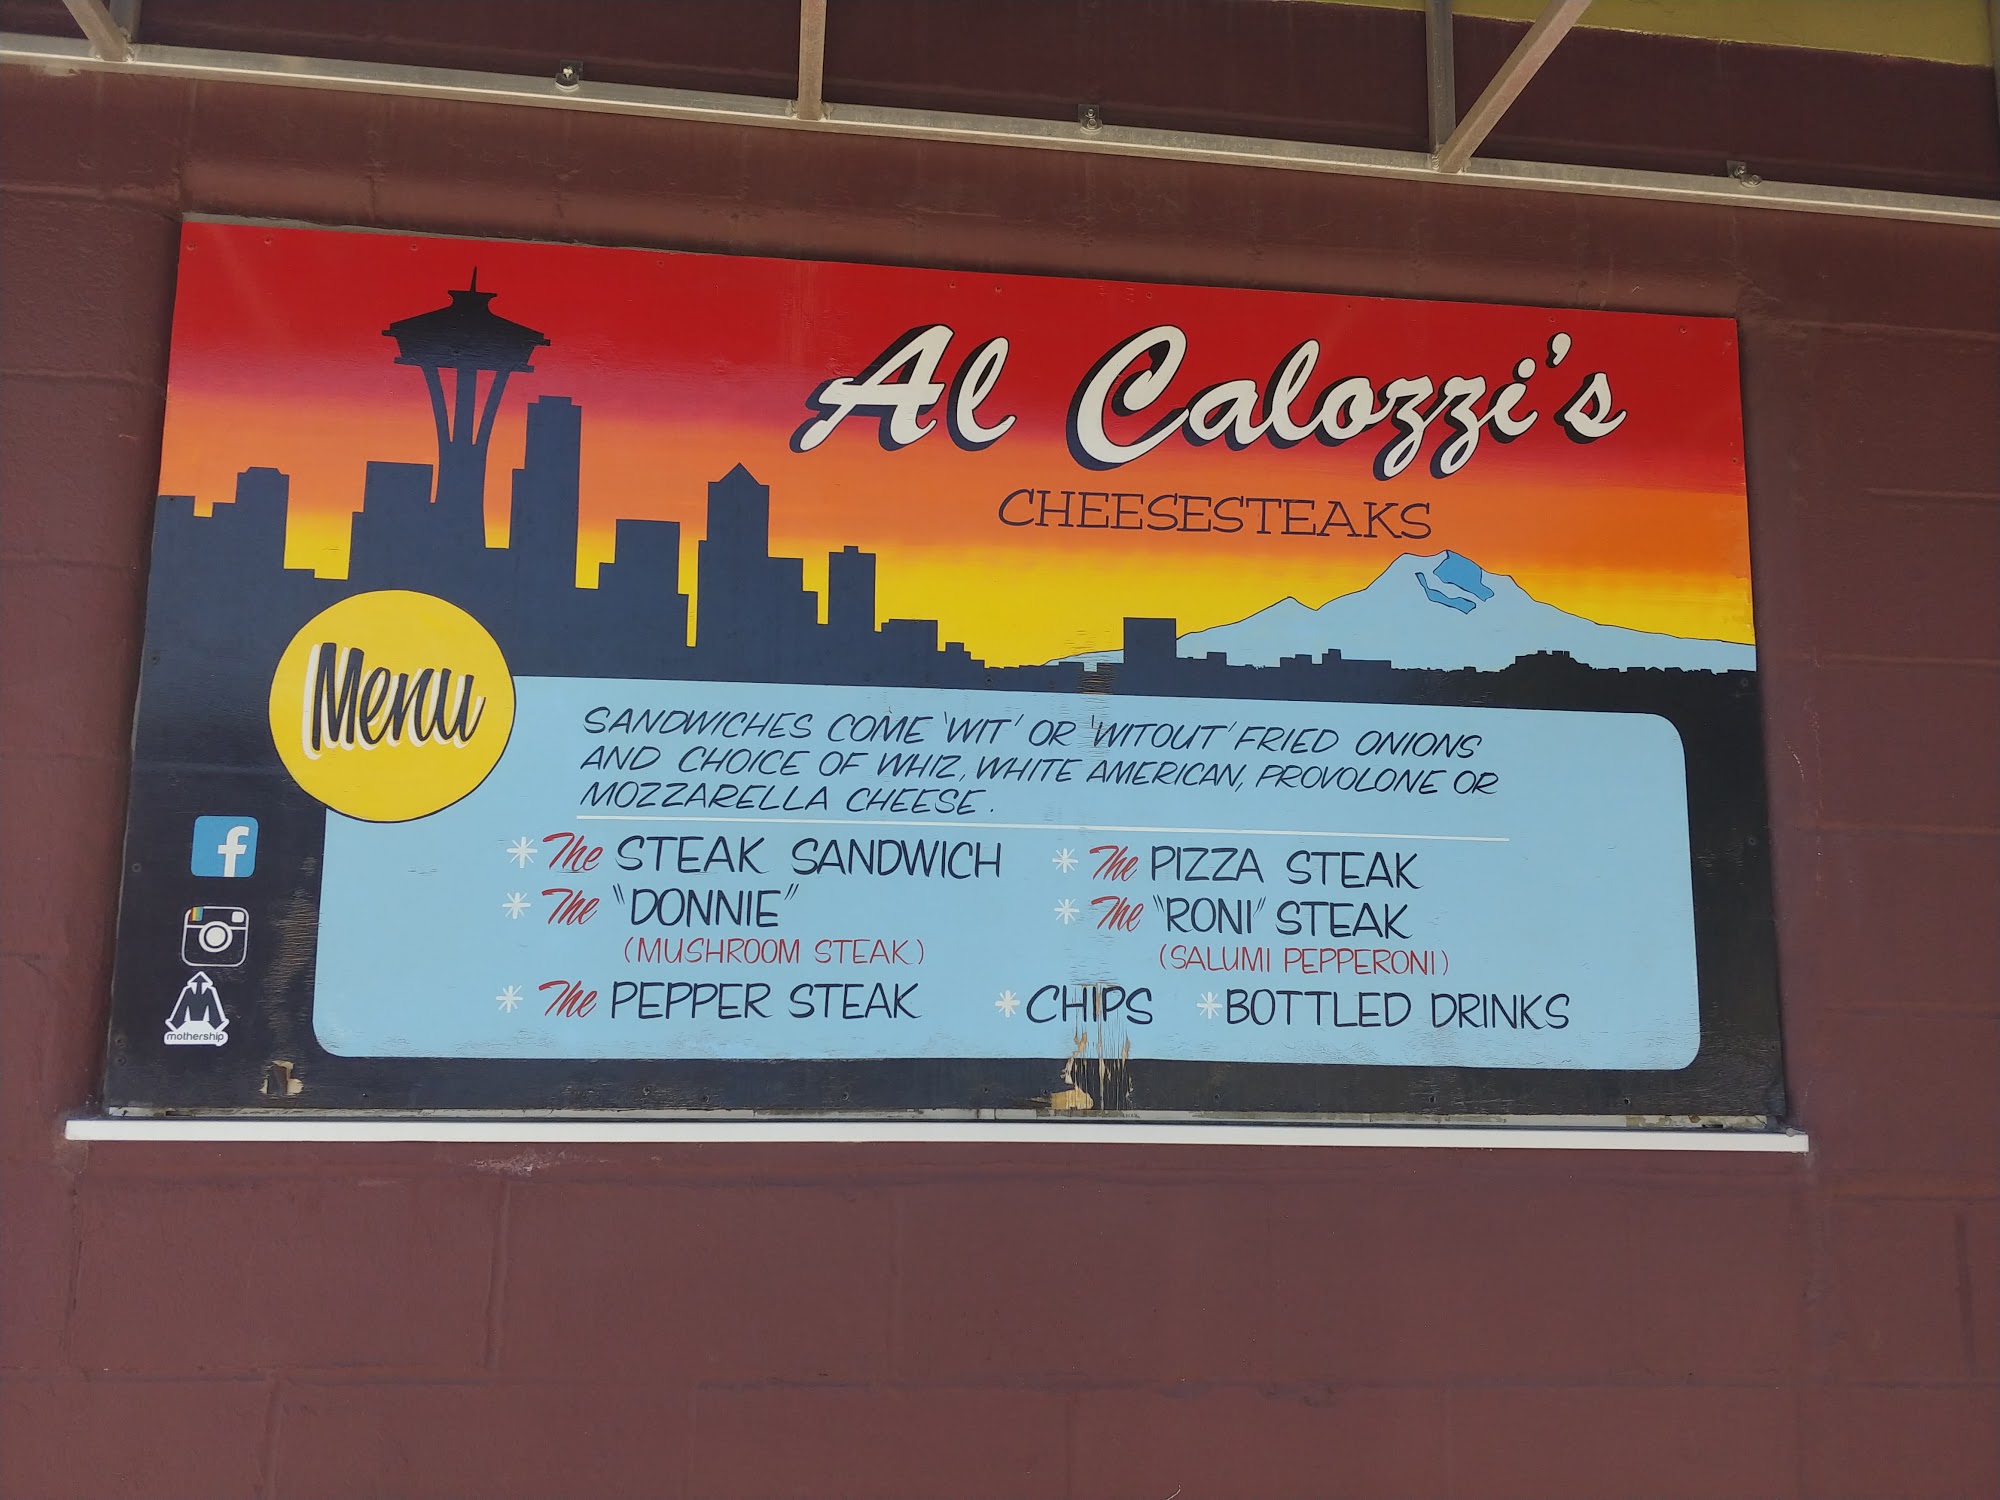 Al Calozzi's
CHEESESTEAKS
Menu
SANDWICHES COME 'WIT' OR 'WITOUT' FRIED ONIONS
AND CHOICE OF WHIZ, WHITE AMERICAN, PROVOLONE OR
MOZZARELLA CHEESE.
* The STEAK SANDWICH
* The "DONNIE"
(MUSHROOM STEAK)
* The PEPPER STEAK
* The PIZZA STEAK
* The "RONI" STEAK
(SALUMI PEPPERONI)
* CHIPS * BOTTLED DRINKS
f
M
mothership